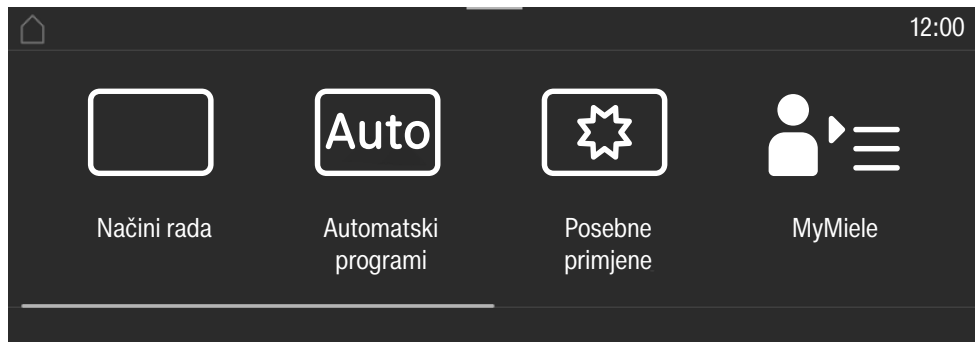 12:00
Auto
Načini rada
Automatski
programi
Posebne
primjene
MyMiele